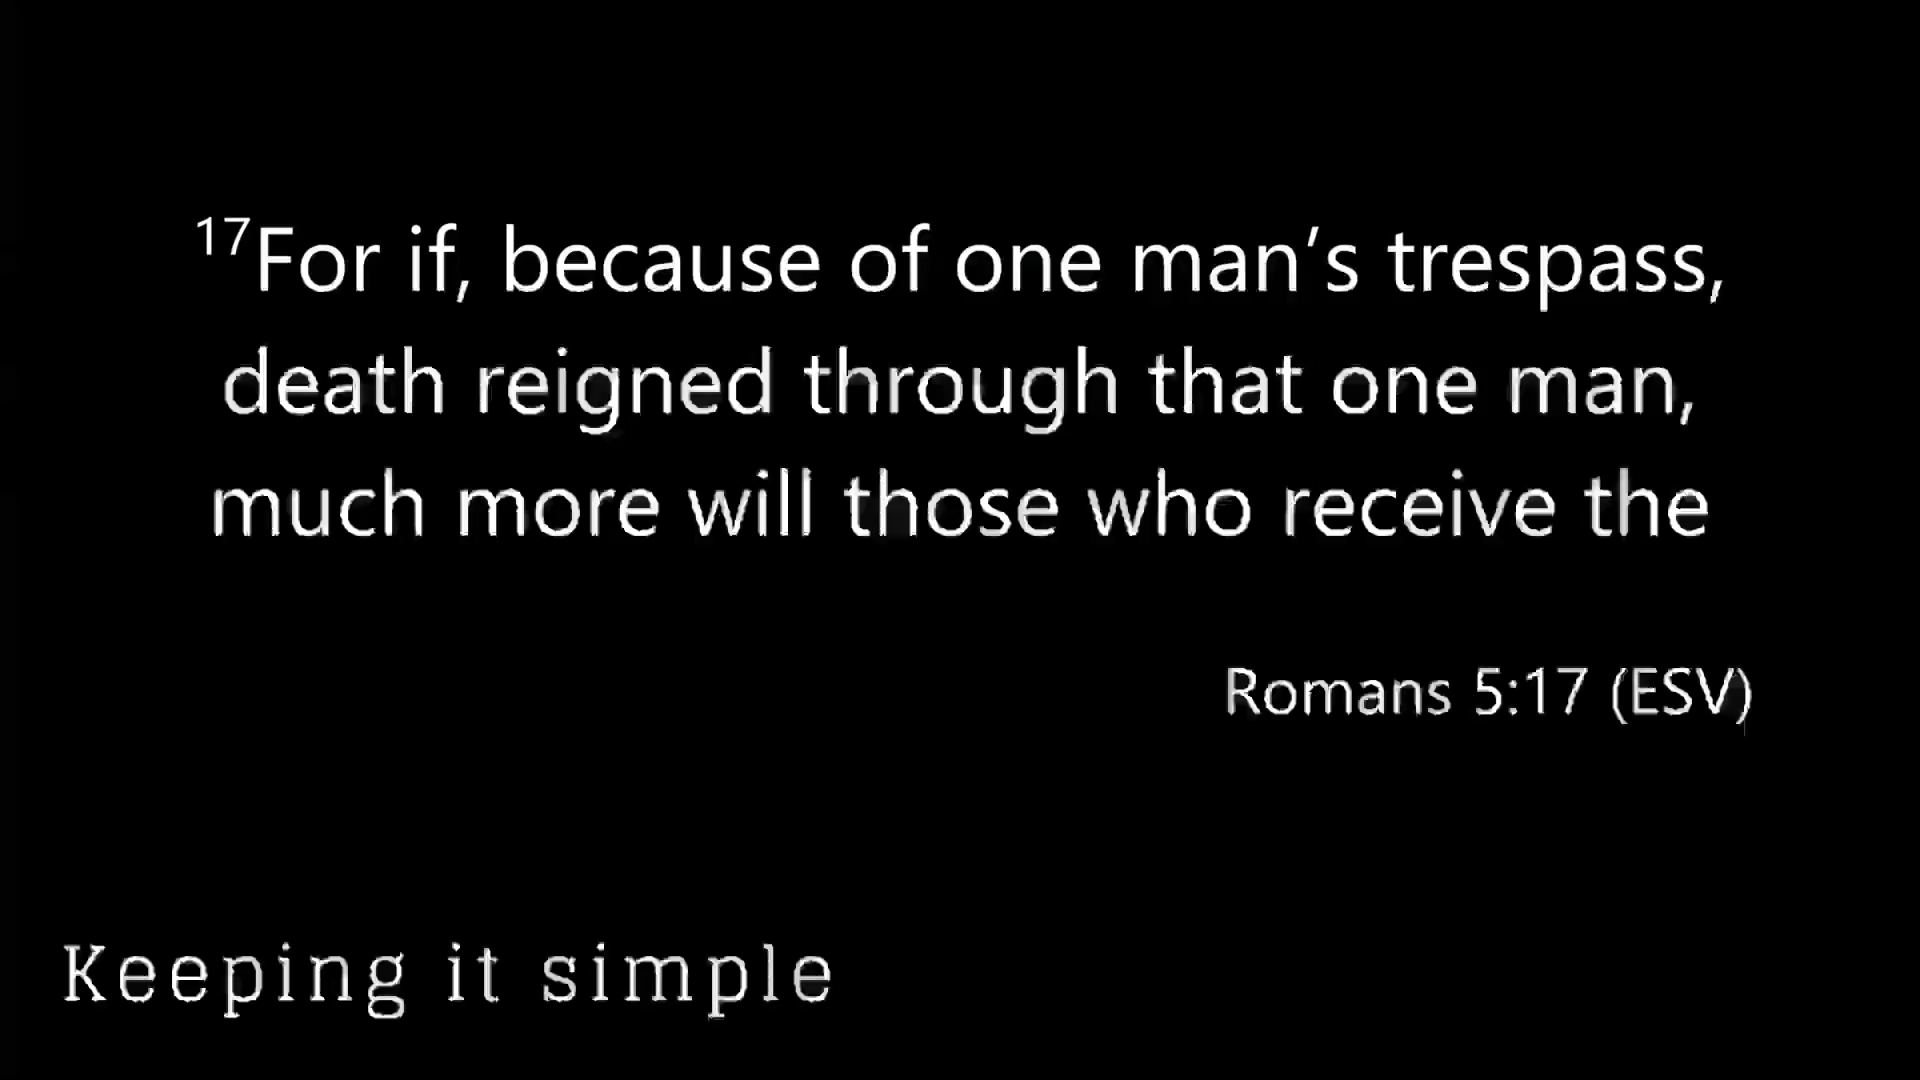 17For if, because of one man’s trespass,
death reigned through that one man,
much more will those who receive the
Romans 5:17 (ESV)
Keeping it simple